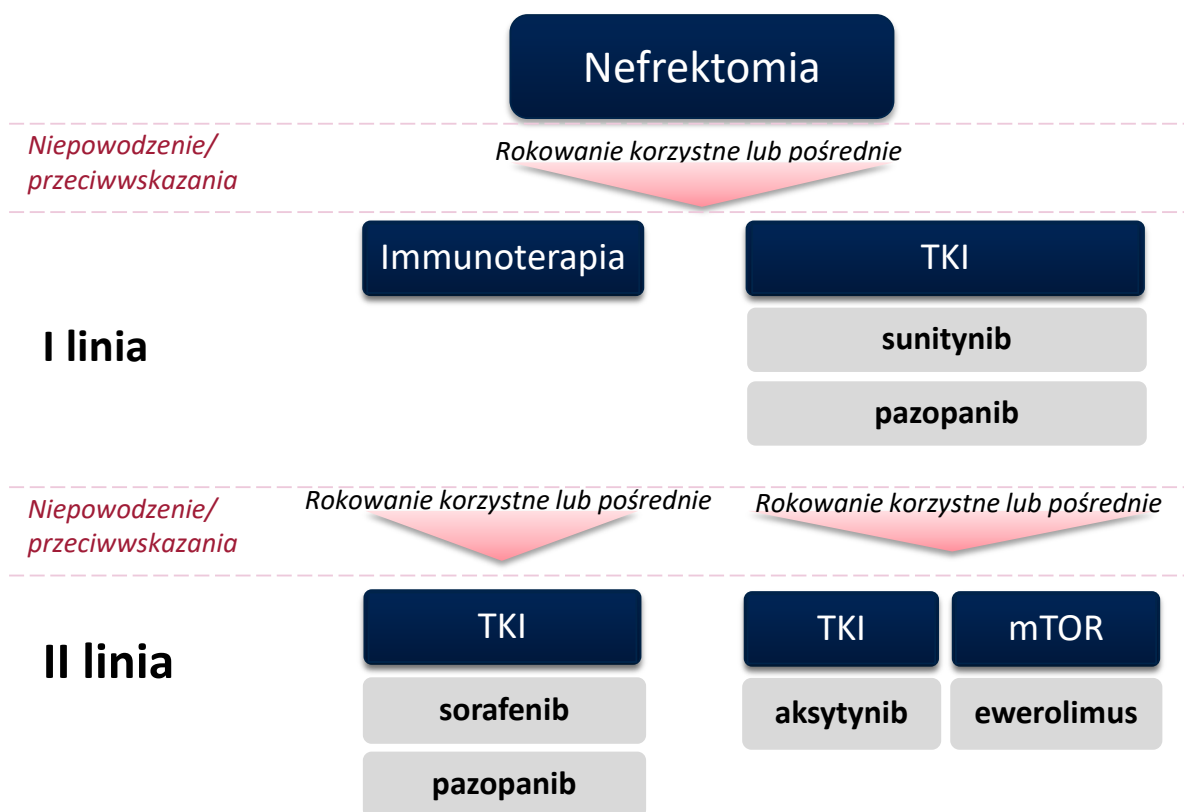 Nefrektomia
Niepowodzenie/
przeciwwskazania
Rokowanie korzystne lub pośrednie
Immunoterapia
TKI
I linia
sunitynib
pazopanib
Niepowodzenie/
przeciwwskazania
Rokowanie korzystne lub pośrednie
Rokowanie korzystne lub pośrednie
II linia
TKI
sorafenib
pazopanib
TKI
aksytynib
mTOR
ewerolimus